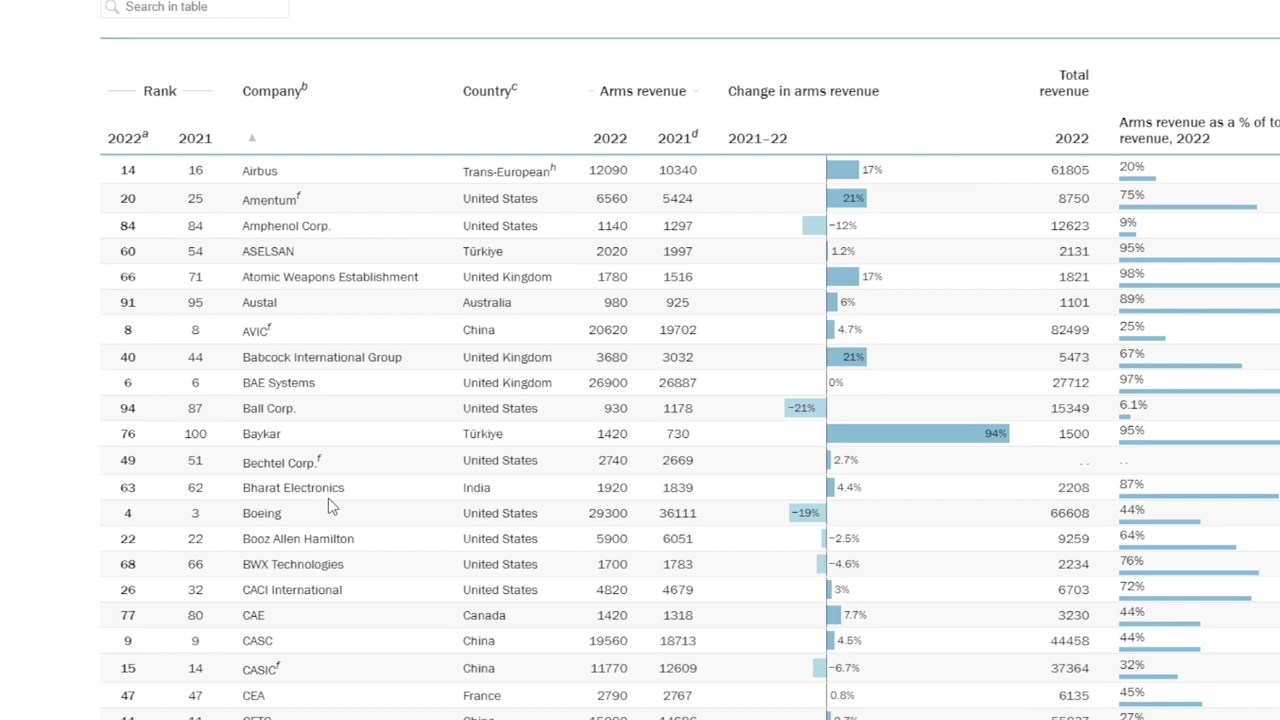 Search in table
Total
Rank Companyb Countryc Arms revenue Change in arms revenue revenue
Arms revenue as a % of to
2022a 2021 2022 2021d 2021–22 2022 revenue, 2022
14 16 Airbus Trans-Europeanh 12090 10340 17% 61805 20%
20 25 Amentumf United States 6560 5424 21% 8750 75%
84 84 Amphenol Corp. United States 1140 1297 −12% 12623 9%
60 54 ASELSAN Türkiye 2020 1997 1.2% 2131 95%
66 71 Atomic Weapons Establishment United Kingdom 1780 1516 17% 1821 98%
91 95 Austal Australia 980 925 6% 1101 89%
8 8 AVICf China 20620 19702 4.7% 82499 25%
40 44 Babcock International Group United Kingdom 3680 3032 21% 5473 67%
6 6 BAE Systems United Kingdom 26900 26887 0% 27712 97%
94 87 Ball Corp. United States 930 1178 −21% 15349 6.1%
76 100 Baykar Türkiye 1420 730 94% 1500 95%
49 51 Bechtel Corp.f United States 2740 2669 2.7% . . . .
63 62 Bharat Electronics India 1920 1839 4.4% 2208 87%
4 3 Boeing United States 29300 36111 −19% 66608 44%
22 22 Booz Allen Hamilton United States 5900 6051 −2.5% 9259 64%
68 66 BWX Technologies United States 1700 1783 −4.6% 2234 76%
26 32 CACI International United States 4820 4679 3% 6703 72%
77 80 CAE Canada 1420 1318 7.7% 3230 44%
9 9 CASC China 19560 18713 4.5% 44458 44%
15 14 CASICf China 11770 12609 −6.7% 37364 32%
47 47 CEA France 2790 2767 0.8% 6135 45%
27%